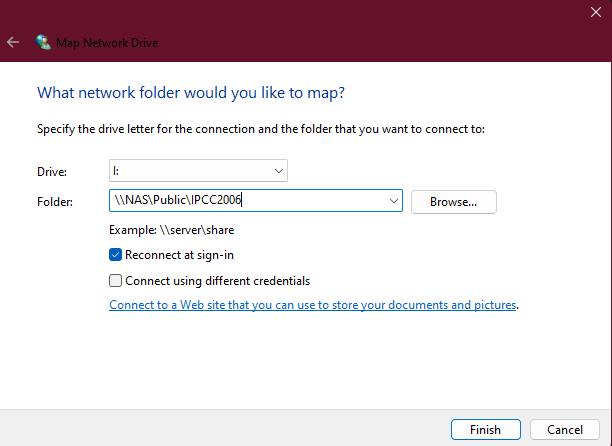 Map Network Drive
What network folder would you like to map?
Specify the drive letter for the connection and the folder that you want to connect to:
Drive: I:
Folder: \\NAS\Public\IPCC2006 Browse...
Example: \\server\share
Reconnect at sign-in
Connect using different credentials
Connect to a Web site that you can use to store your documents and pictures.
Finish Cancel